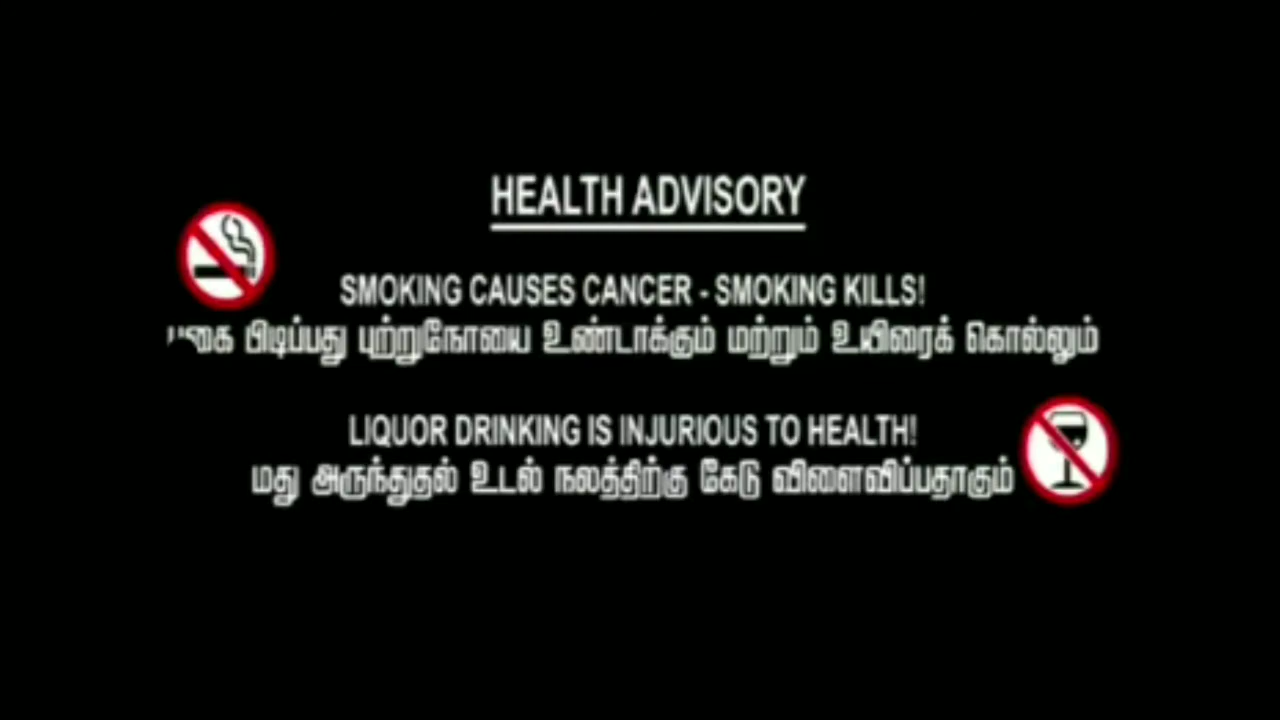 HEALTH ADVISORY
SMOKING CAUSES CANCER - SMOKING KILLS!
பிடிப்பது புற்றுநோயை உண்டாக்கும் மற்றும் உயிரைக் கொல்லும்
LIQUOR DRINKING IS INJURIOUS TO HEALTH!
மது அருந்துதல் உடல் நலத்திற்கு கேடு விளைவிப்பதாகும்